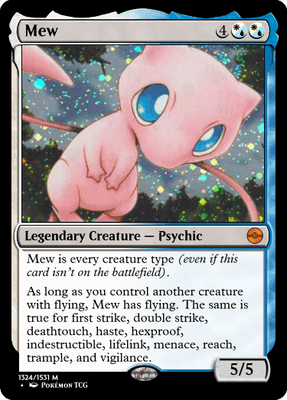 Mew 4
Legendary Creature — Psychic
Mew is every creature type (even if this
card isn't on the battlefield).
As long as you control another creature
with flying, Mew has flying. The same is
true for first strike, double strike,
deathtouch, haste, hexproof,
indestructible, lifelink, menace, reach,
trample, and vigilance.
5/5
1324/1531 M
• Pokémon TCG